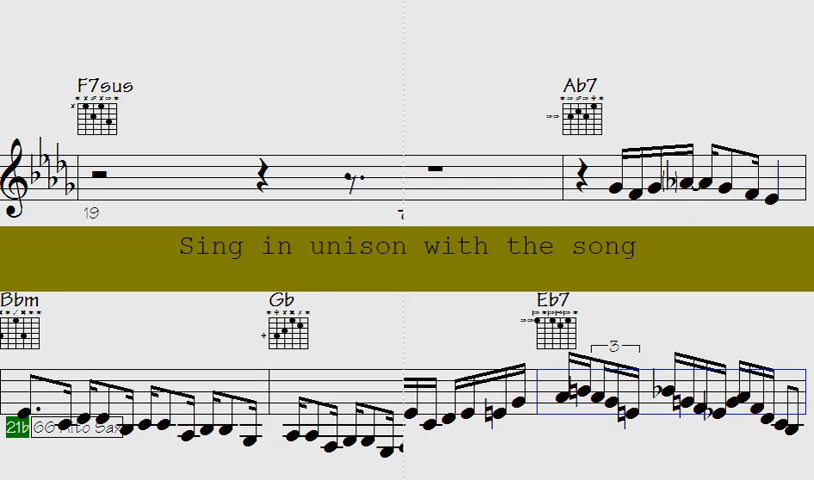 F7sus Ab7
19
Sing in unison with the song
Bbm Gb Eb7
3
21b 66 Alto Sax